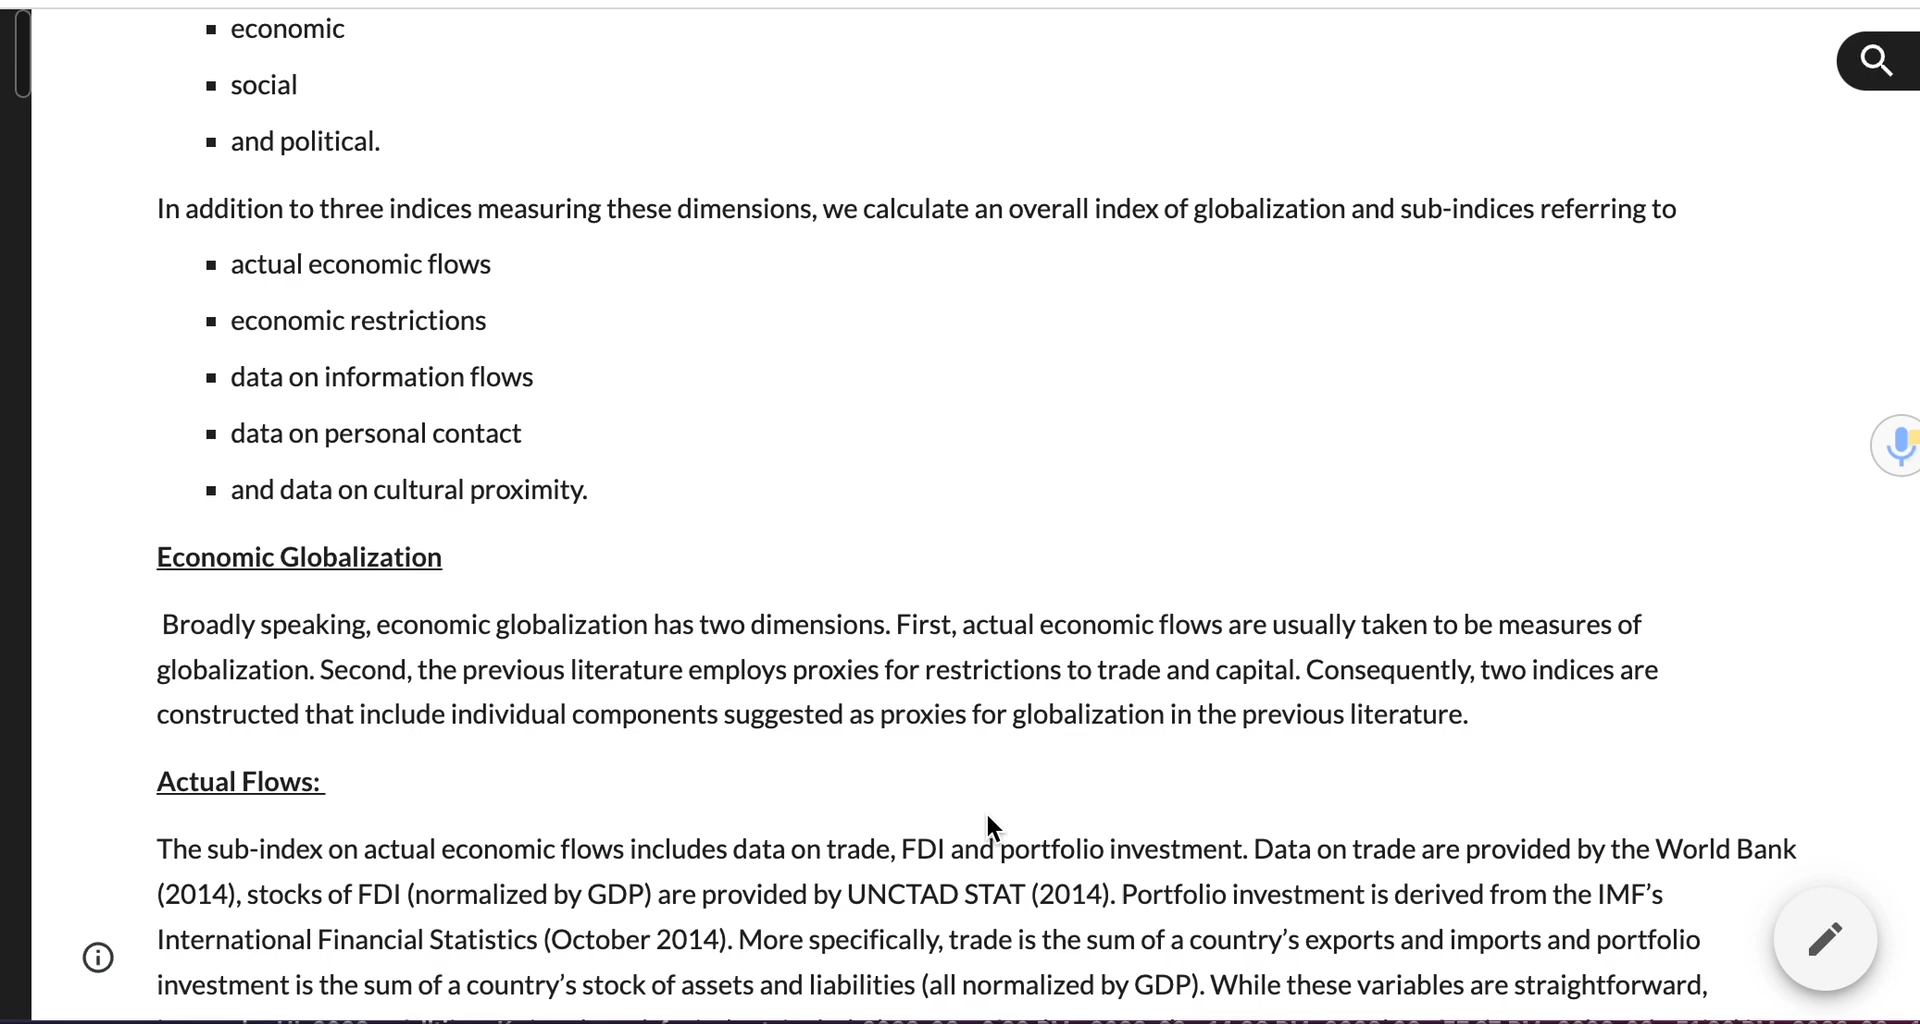 economic
social
and political.
In addition to three indices measuring these dimensions, we calculate an overall index of globalization and sub-indices referring to
actual economic flows
economic restrictions
data on information flows
data on personal contact
and data on cultural proximity.
Economic Globalization
Broadly speaking, economic globalization has two dimensions. First, actual economic flows are usually taken to be measures of
globalization. Second, the previous literature employs proxies for restrictions to trade and capital. Consequently, two indices are
constructed that include individual components suggested as proxies for globalization in the previous literature.
Actual Flows:
The sub-index on actual economic flows includes data on trade, FDI and portfolio investment. Data on trade are provided by the World Bank
(2014), stocks of FDI (normalized by GDP) are provided by UNCTAD STAT (2014). Portfolio investment is derived from the IMF’s
International Financial Statistics (October 2014). More specifically, trade is the sum of a country’s exports and imports and portfolio
investment is the sum of a country’s stock of assets and liabilities (all normalized by GDP). While these variables are straightforward,